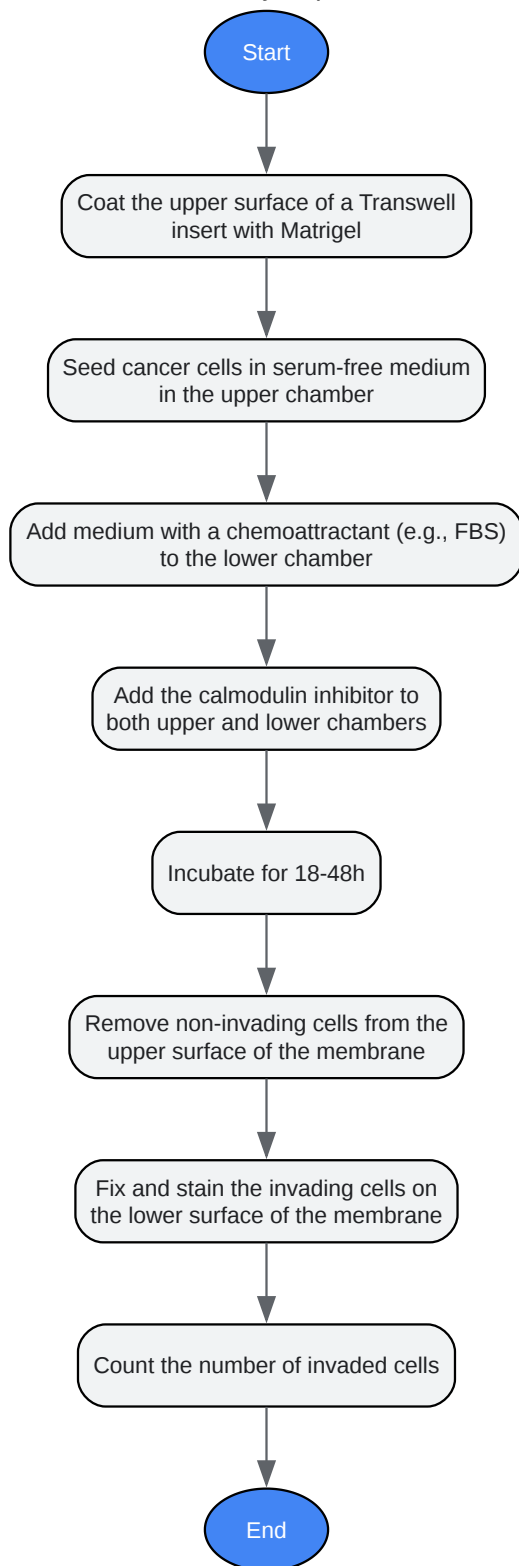 Start
Coat the upper surface of a Transwell
insert with Matrigel
Seed cancer cells in serum-free medium
in the upper chamber
Add medium with a chemoattractant (e.g., FBS)
to the lower chamber
Add the calmodulin inhibitor to
both upper and lower chambers
Incubate for 18-48h
Remove non-invading cells from the
upper surface of the membrane
Fix and stain the invading cells on
the lower surface of the membrane
Count the number of invaded cells
End